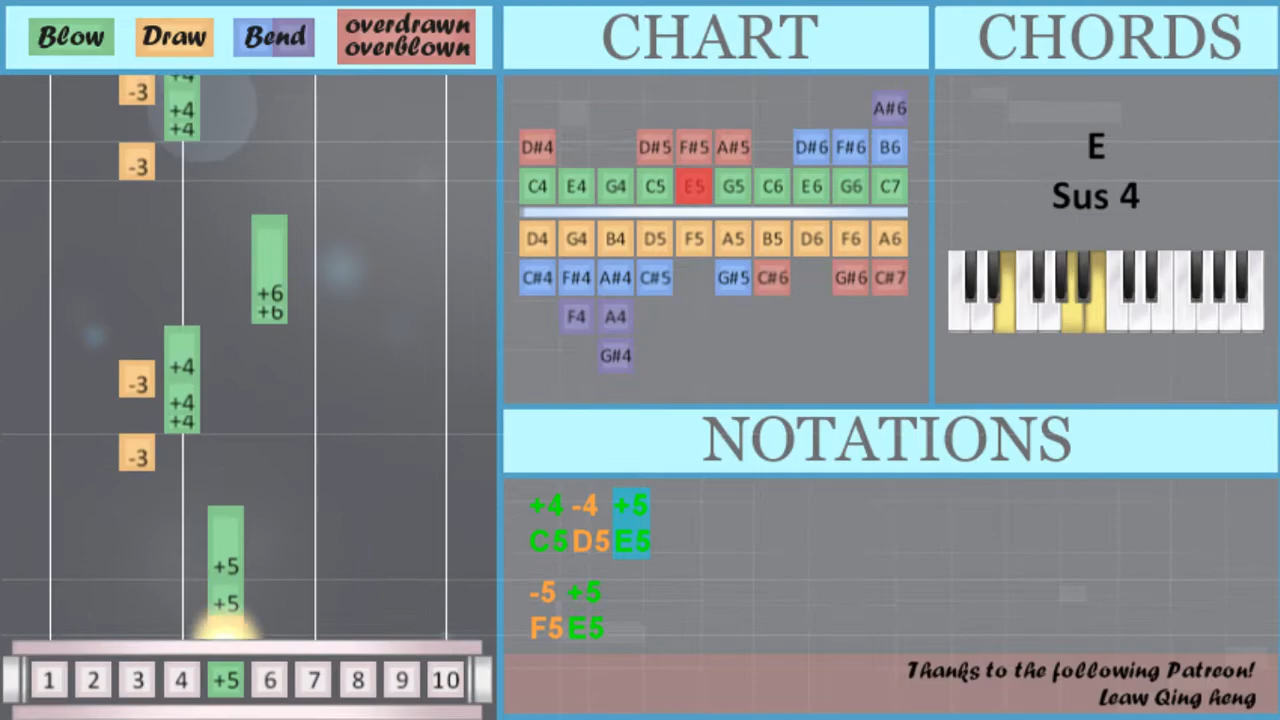 Blow Draw Bend overdrawn
overblown
CHART
CHORDS
-3 +4
+4
+4
-3
+6
+6
+4
-3
+4
+4
-3
+5
+5
1 2 3 4 +5 6 7 8 9 10
A#6
D#4 D#5 F#5 A#5 D#6 F#6 B6
C4 E4 G4 C5 E5 G5 C6 E6 G6 C7
D4 G4 B4 D5 F5 A5 B5 D6 F6 A6
C#4 F#4 A#4 C#5 G#5 C#6 G#6 C#7
F4 A4
G#4
E
Sus 4
NOTATIONS
+4 -4 +5
C5 D5 E5
-5 +5
F5 E5
Thanks to the following Patreon!
Leaw Qing heng